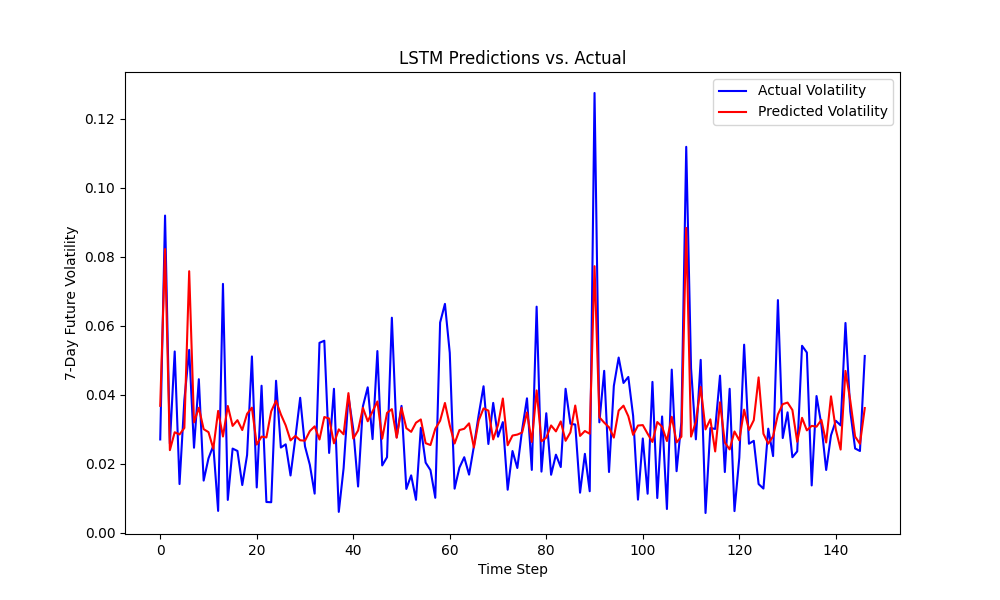 LSTM Predictions vs. Actual
Actual Volatility
Predicted Volatility
7-Day Future Volatility
0.12
0.10
0.08
0.06
0.04
0.02
0.00
0 20 40 60 80 100 120 140
Time Step